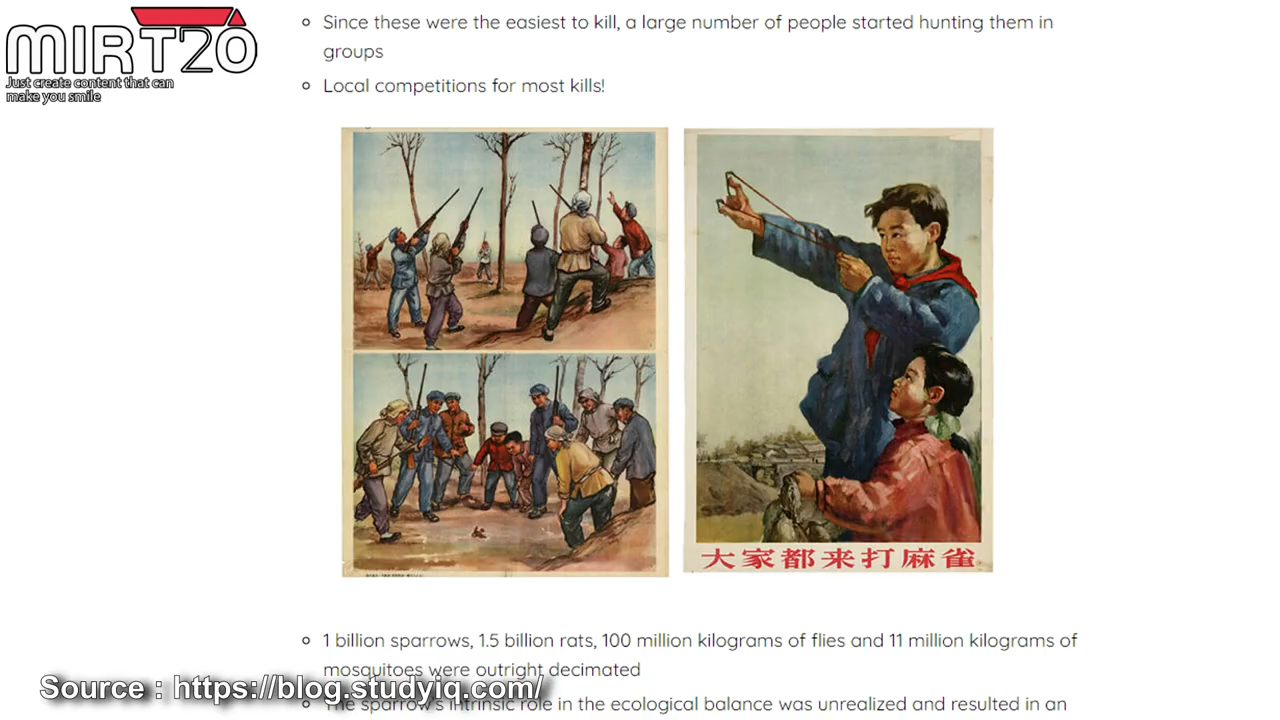 MIRT20
Just create content that can
make you smile
Since these were the easiest to kill, a large number of people started hunting them in
groups
Local competitions for most kills!
大家都来打麻雀
1 billion sparrows, 1.5 billion rats, 100 million kilograms of flies and 11 million kilograms of
mosquitoes were outright decimated
Source : https://blog.studyiq.com/
The sparrow's intrinsic role in the ecological balance was unrealized and resulted in an